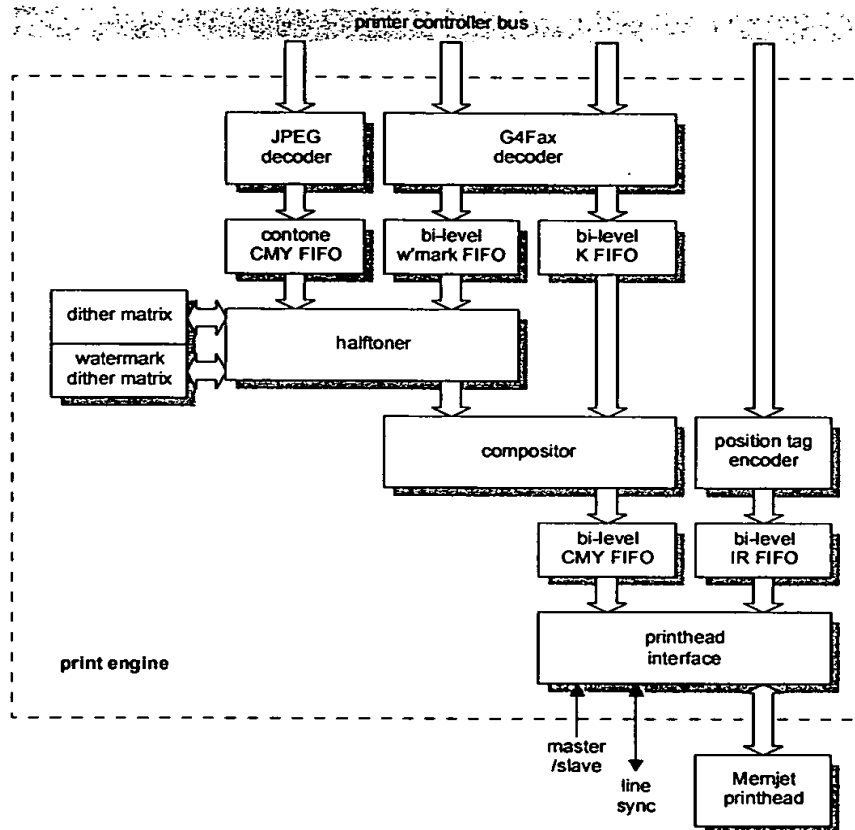 printer controller bus
JPEG
decoder
G4Fax
decoder
contone
CMY FIFO
bi-level
w'mark FIFO
bi-level
K FIFO
dither matrix
watermark
dither matrix
halftoner
compositor
position tag
encoder
bi-level
CMY FIFO
bi-level
IR FIFO
printhead
interface
print engine
master
/slave
line
sync
Memjet
printhead